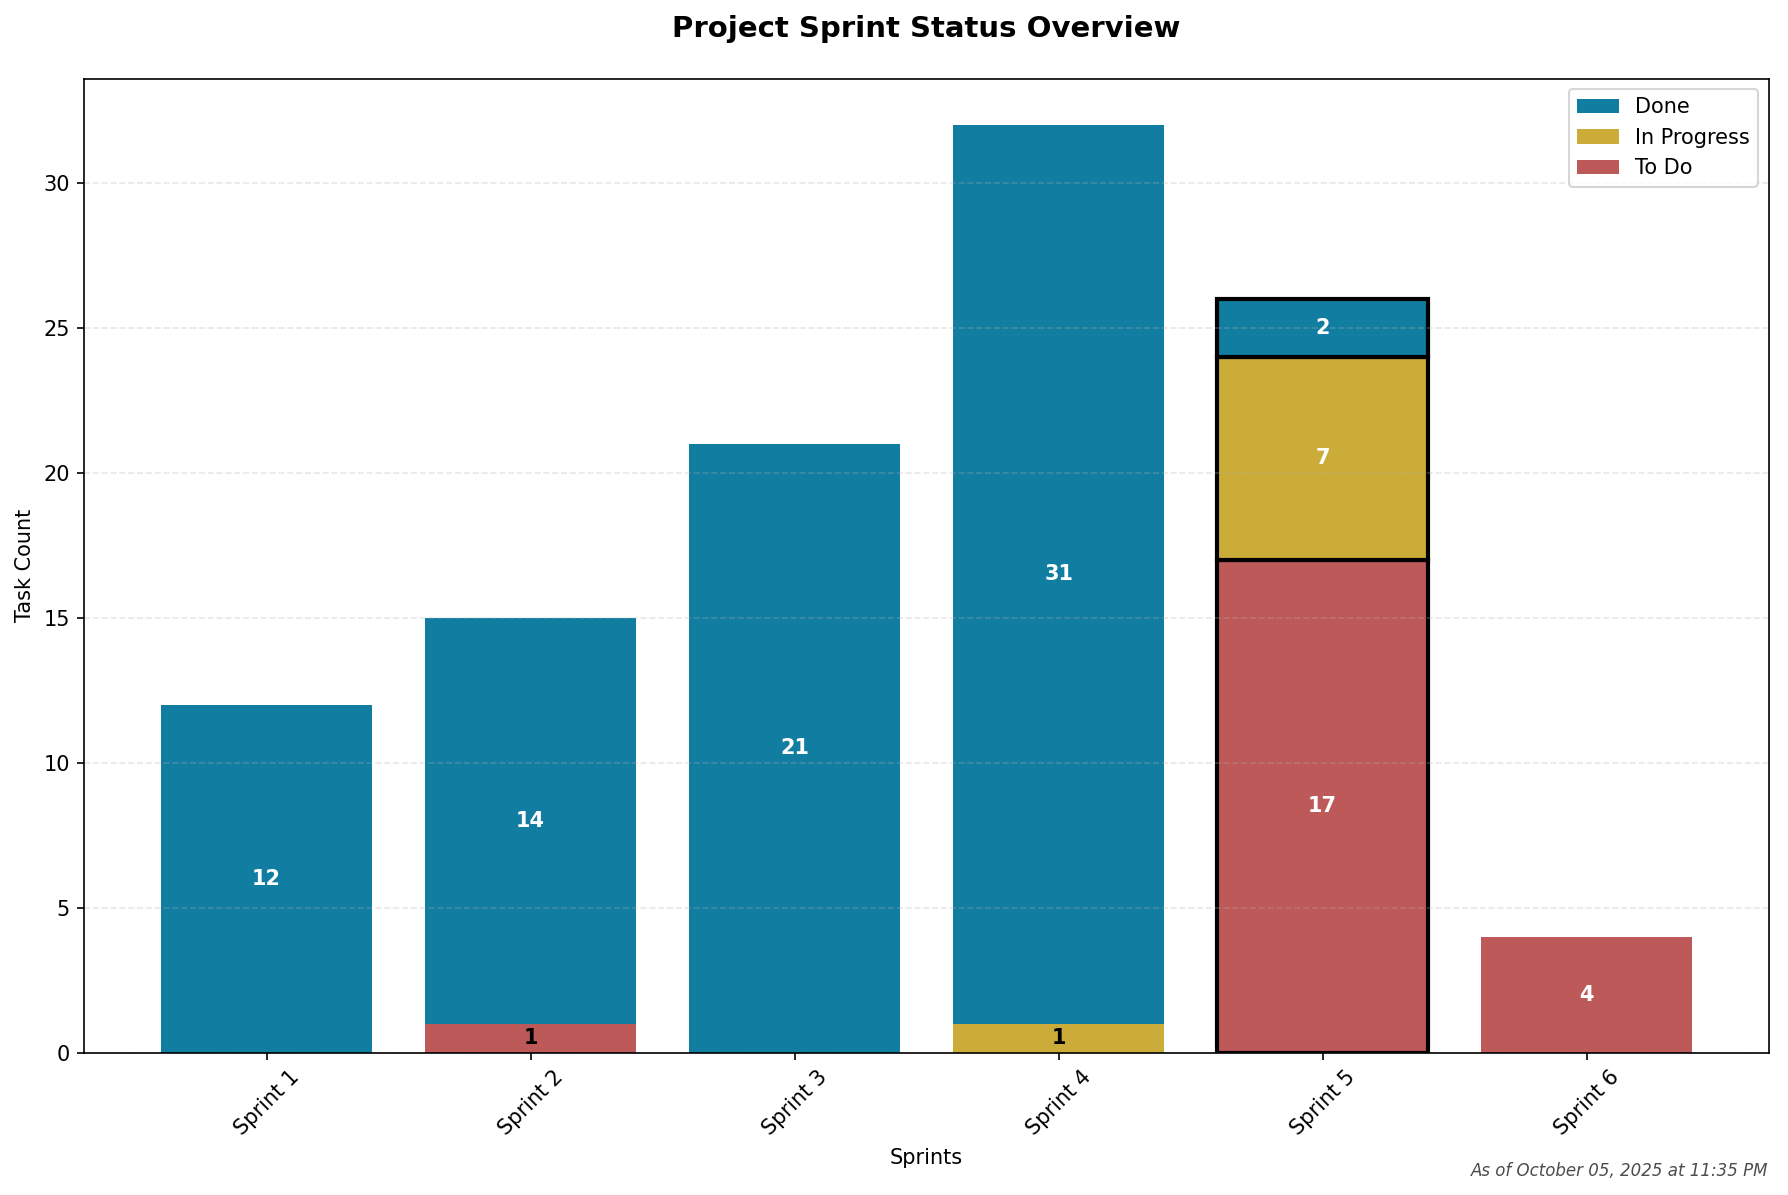 Project Sprint Status Overview
Done
In Progress
To Do
Task Count
30
25
20
15
10
5
0
12
14
1
21
31
1
2
7
17
4
Sprint 1
Sprint 2
Sprint 3
Sprint 4
Sprint 5
Sprint 6
Sprints
As of October 05, 2025 at 11:35 PM